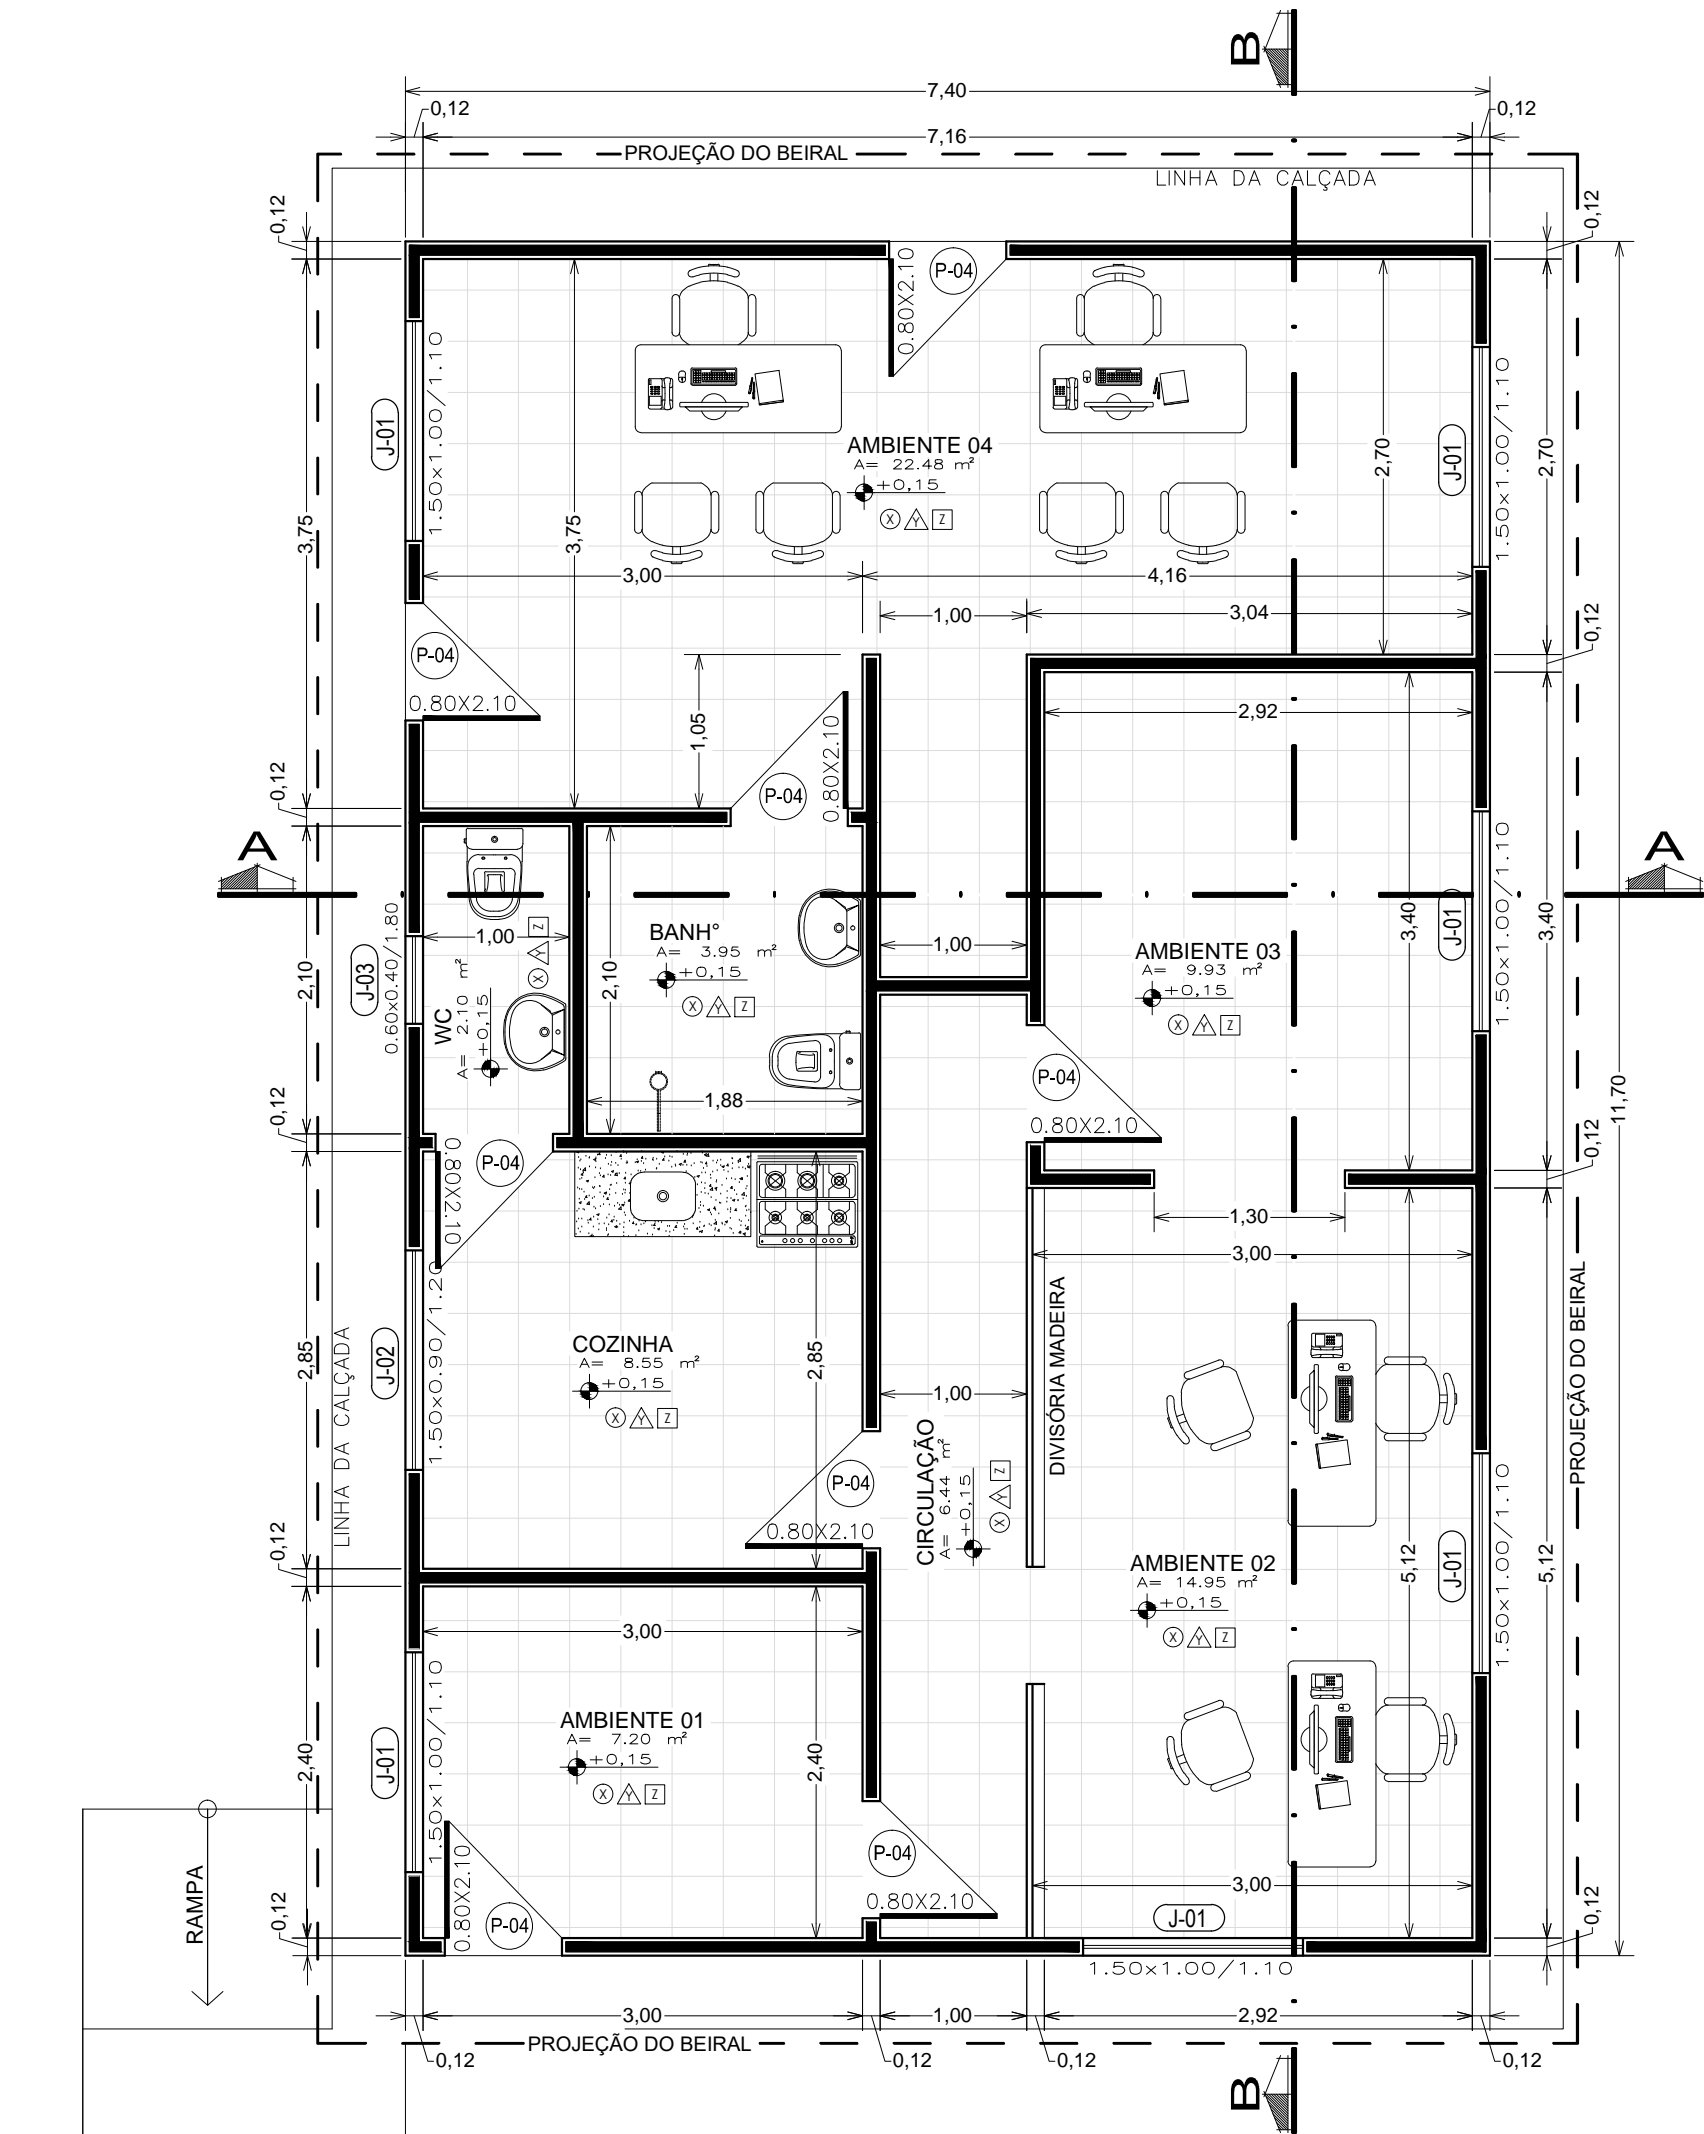 B
7,40
0,12
0,12
7,16
PROJEÇÃO DO BEIRAL
LINHA DA CALÇADA
0,12
0,12
0.80X2.10
P-04
1.50x1.00/1.10
J-01
AMBIENTE 04
A= 22.48 m²
+0,15
X Y Z
2,70
J-01
1.50x1.00/1.10
2,70
3,75
3,75
3,00
4,16
1,00
3,04
0,12
P-04
0.80X2.10
1,05
0.80X2.10
P-04
2,92
0,12
A
A
BANH°
A= 3.95 m²
+0,15
X Y Z
1,00
WC
A= 2.10 m²
+0,15
X Y Z
J-03
0.60x0.40/1.80
2,10
2,10
1,88
1,00
AMBIENTE 03
A= 9.93 m²
+0,15
X Y Z
3,40
J-01
1.50x1.00/1.10
3,40
P-04
0.80X2.10
11,70
0,12
0,12
P-04
0.80X2.10
1,30
3,00
COZINHA
A= 8.55 m²
+0,15
X Y Z
2,85
2,85
J-02
1.50x0.90/1.20
LINHA DA CALÇADA
1,00
DIVISÓRIA MADEIRA
PROJEÇÃO DO BEIRAL
CIRCULAÇÃO
A= 6.44 m²
+0,15
X Y Z
P-04
0.80X2.10
0,12
AMBIENTE 02
A= 14.95 m²
+0,15
X Y Z
5,12
J-01
1.50x1.00/1.10
5,12
3,00
AMBIENTE 01
A= 7.20 m²
+0,15
X Y Z
2,40
2,40
J-01
1.50x1.00/1.10
RAMPA
0.80X2.10
P-04
P-04
0.80X2.10
3,00
J-01
1.50x1.00/1.10
0,12
0,12
3,00
1,00
2,92
PROJEÇÃO DO BEIRAL
0,12
0,12
0,12
0,12
B